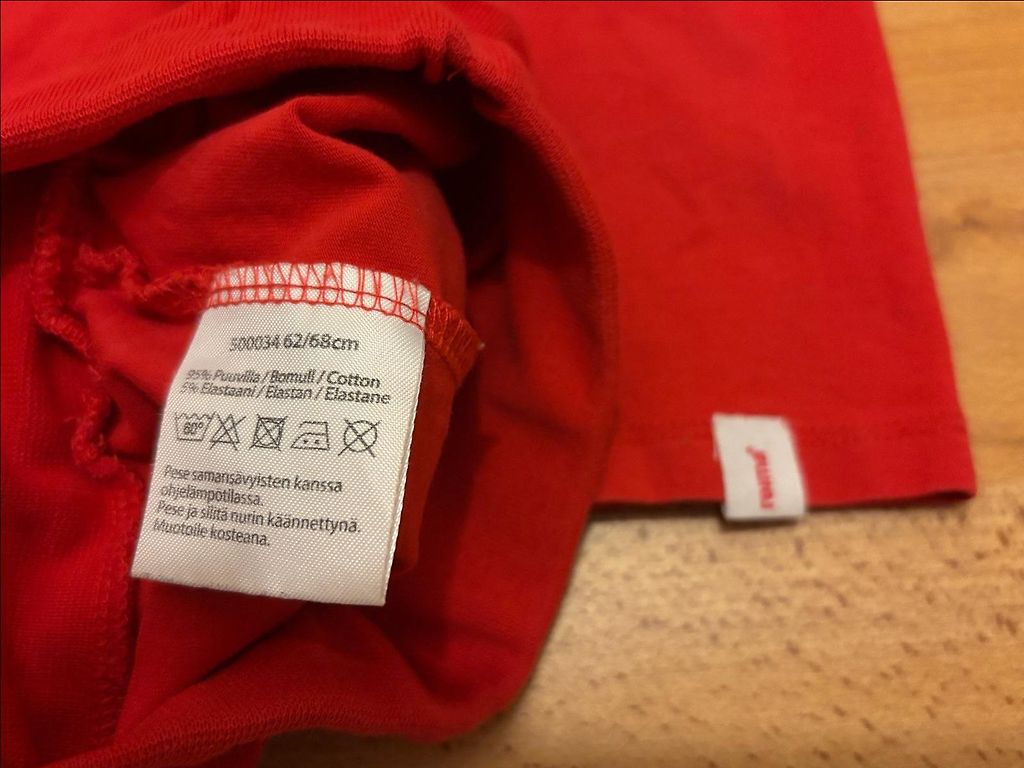 300034 62/68cm
95% Puuvilla / Bomull / Cotton
5% Elastaani / Elastan / Elastane
60°
Pese samansävyisten kanssa
ohjelämpötilassa.
Pese ja silitä nurin käännettynä.
Muotoile kosteana.